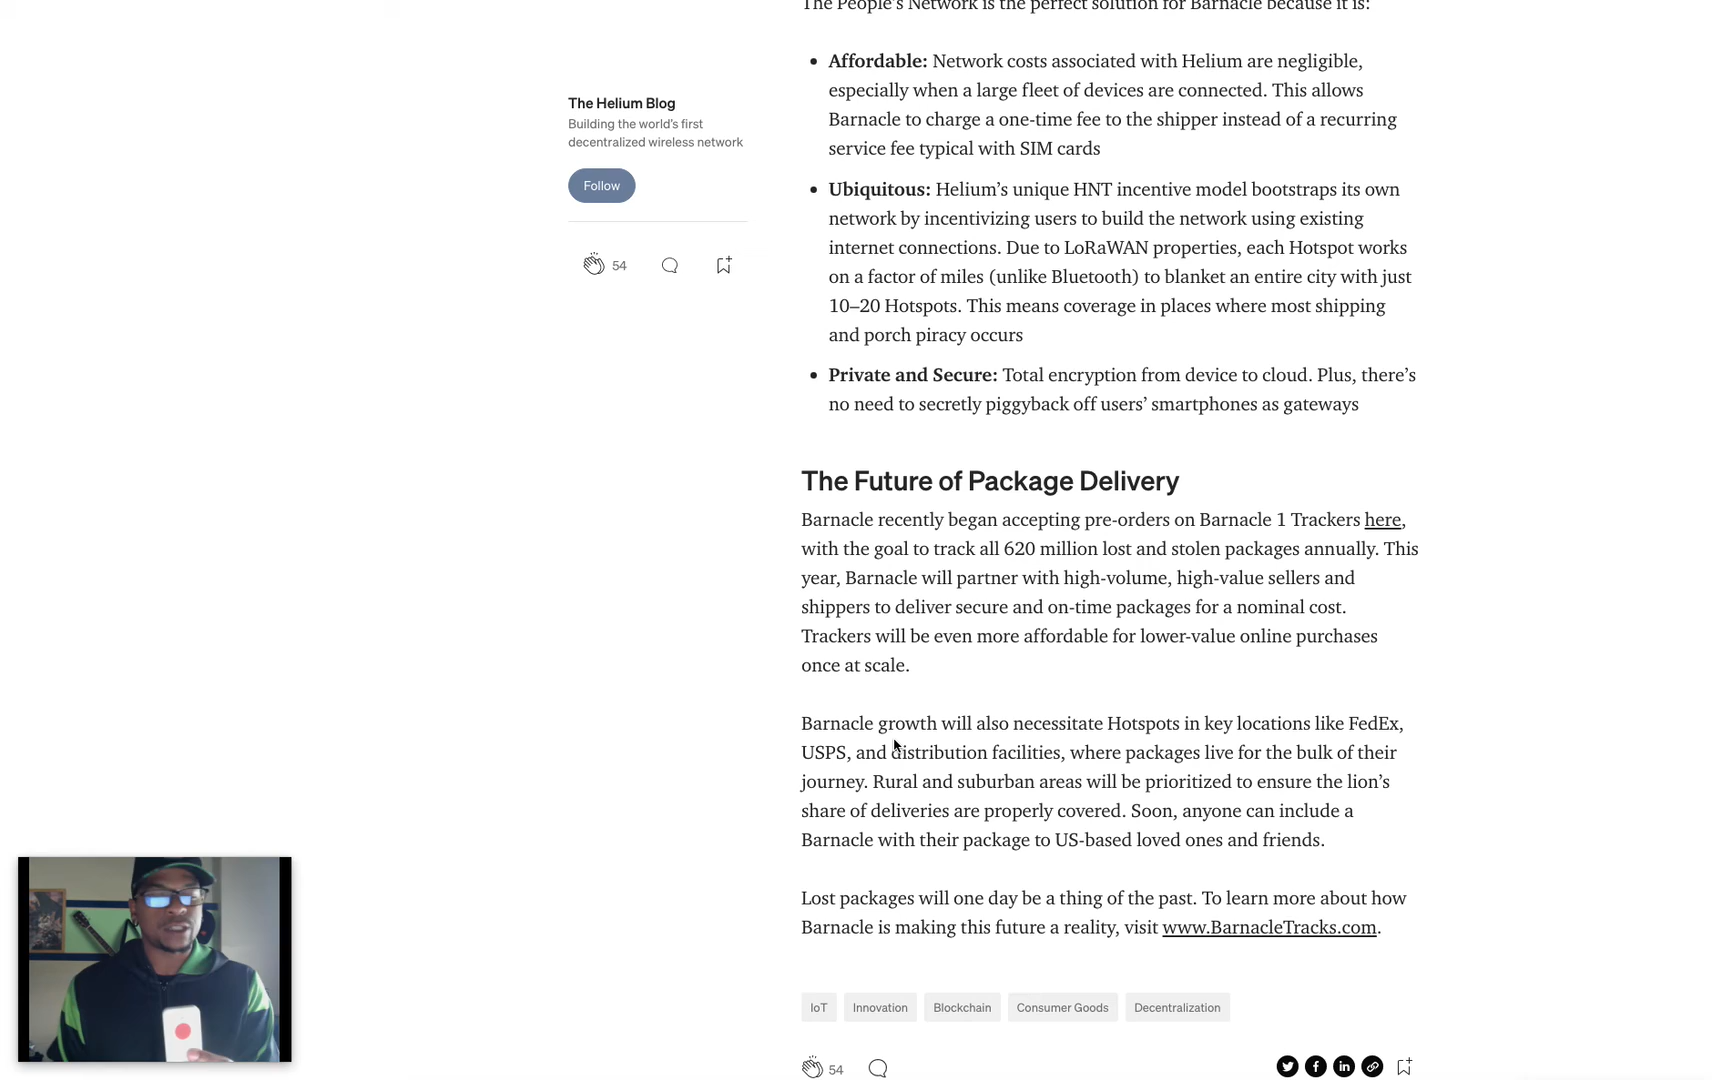 The People's Network is the perfect solution for Barnacle because it is:
Affordable: Network costs associated with Helium are negligible,
especially when a large fleet of devices are connected. This allows
Barnacle to charge a one-time fee to the shipper instead of a recurring
service fee typical with SIM cards
Ubiquitous: Helium’s unique HNT incentive model bootstraps its own
network by incentivizing users to build the network using existing
internet connections. Due to LoRaWAN properties, each Hotspot works
on a factor of miles (unlike Bluetooth) to blanket an entire city with just
10–20 Hotspots. This means coverage in places where most shipping
and porch piracy occurs
Private and Secure: Total encryption from device to cloud. Plus, there’s
no need to secretly piggyback off users’ smartphones as gateways
The Helium Blog
Building the world’s first
decentralized wireless network
Follow
54
The Future of Package Delivery
Barnacle recently began accepting pre-orders on Barnacle 1 Trackers here,
with the goal to track all 620 million lost and stolen packages annually. This
year, Barnacle will partner with high-volume, high-value sellers and
shippers to deliver secure and on-time packages for a nominal cost.
Trackers will be even more affordable for lower-value online purchases
once at scale.
Barnacle growth will also necessitate Hotspots in key locations like FedEx,
USPS, and distribution facilities, where packages live for the bulk of their
journey. Rural and suburban areas will be prioritized to ensure the lion’s
share of deliveries are properly covered. Soon, anyone can include a
Barnacle with their package to US-based loved ones and friends.
Lost packages will one day be a thing of the past. To learn more about how
Barnacle is making this future a reality, visit www.BarnacleTracks.com.
IoT Innovation Blockchain Consumer Goods Decentralization
54